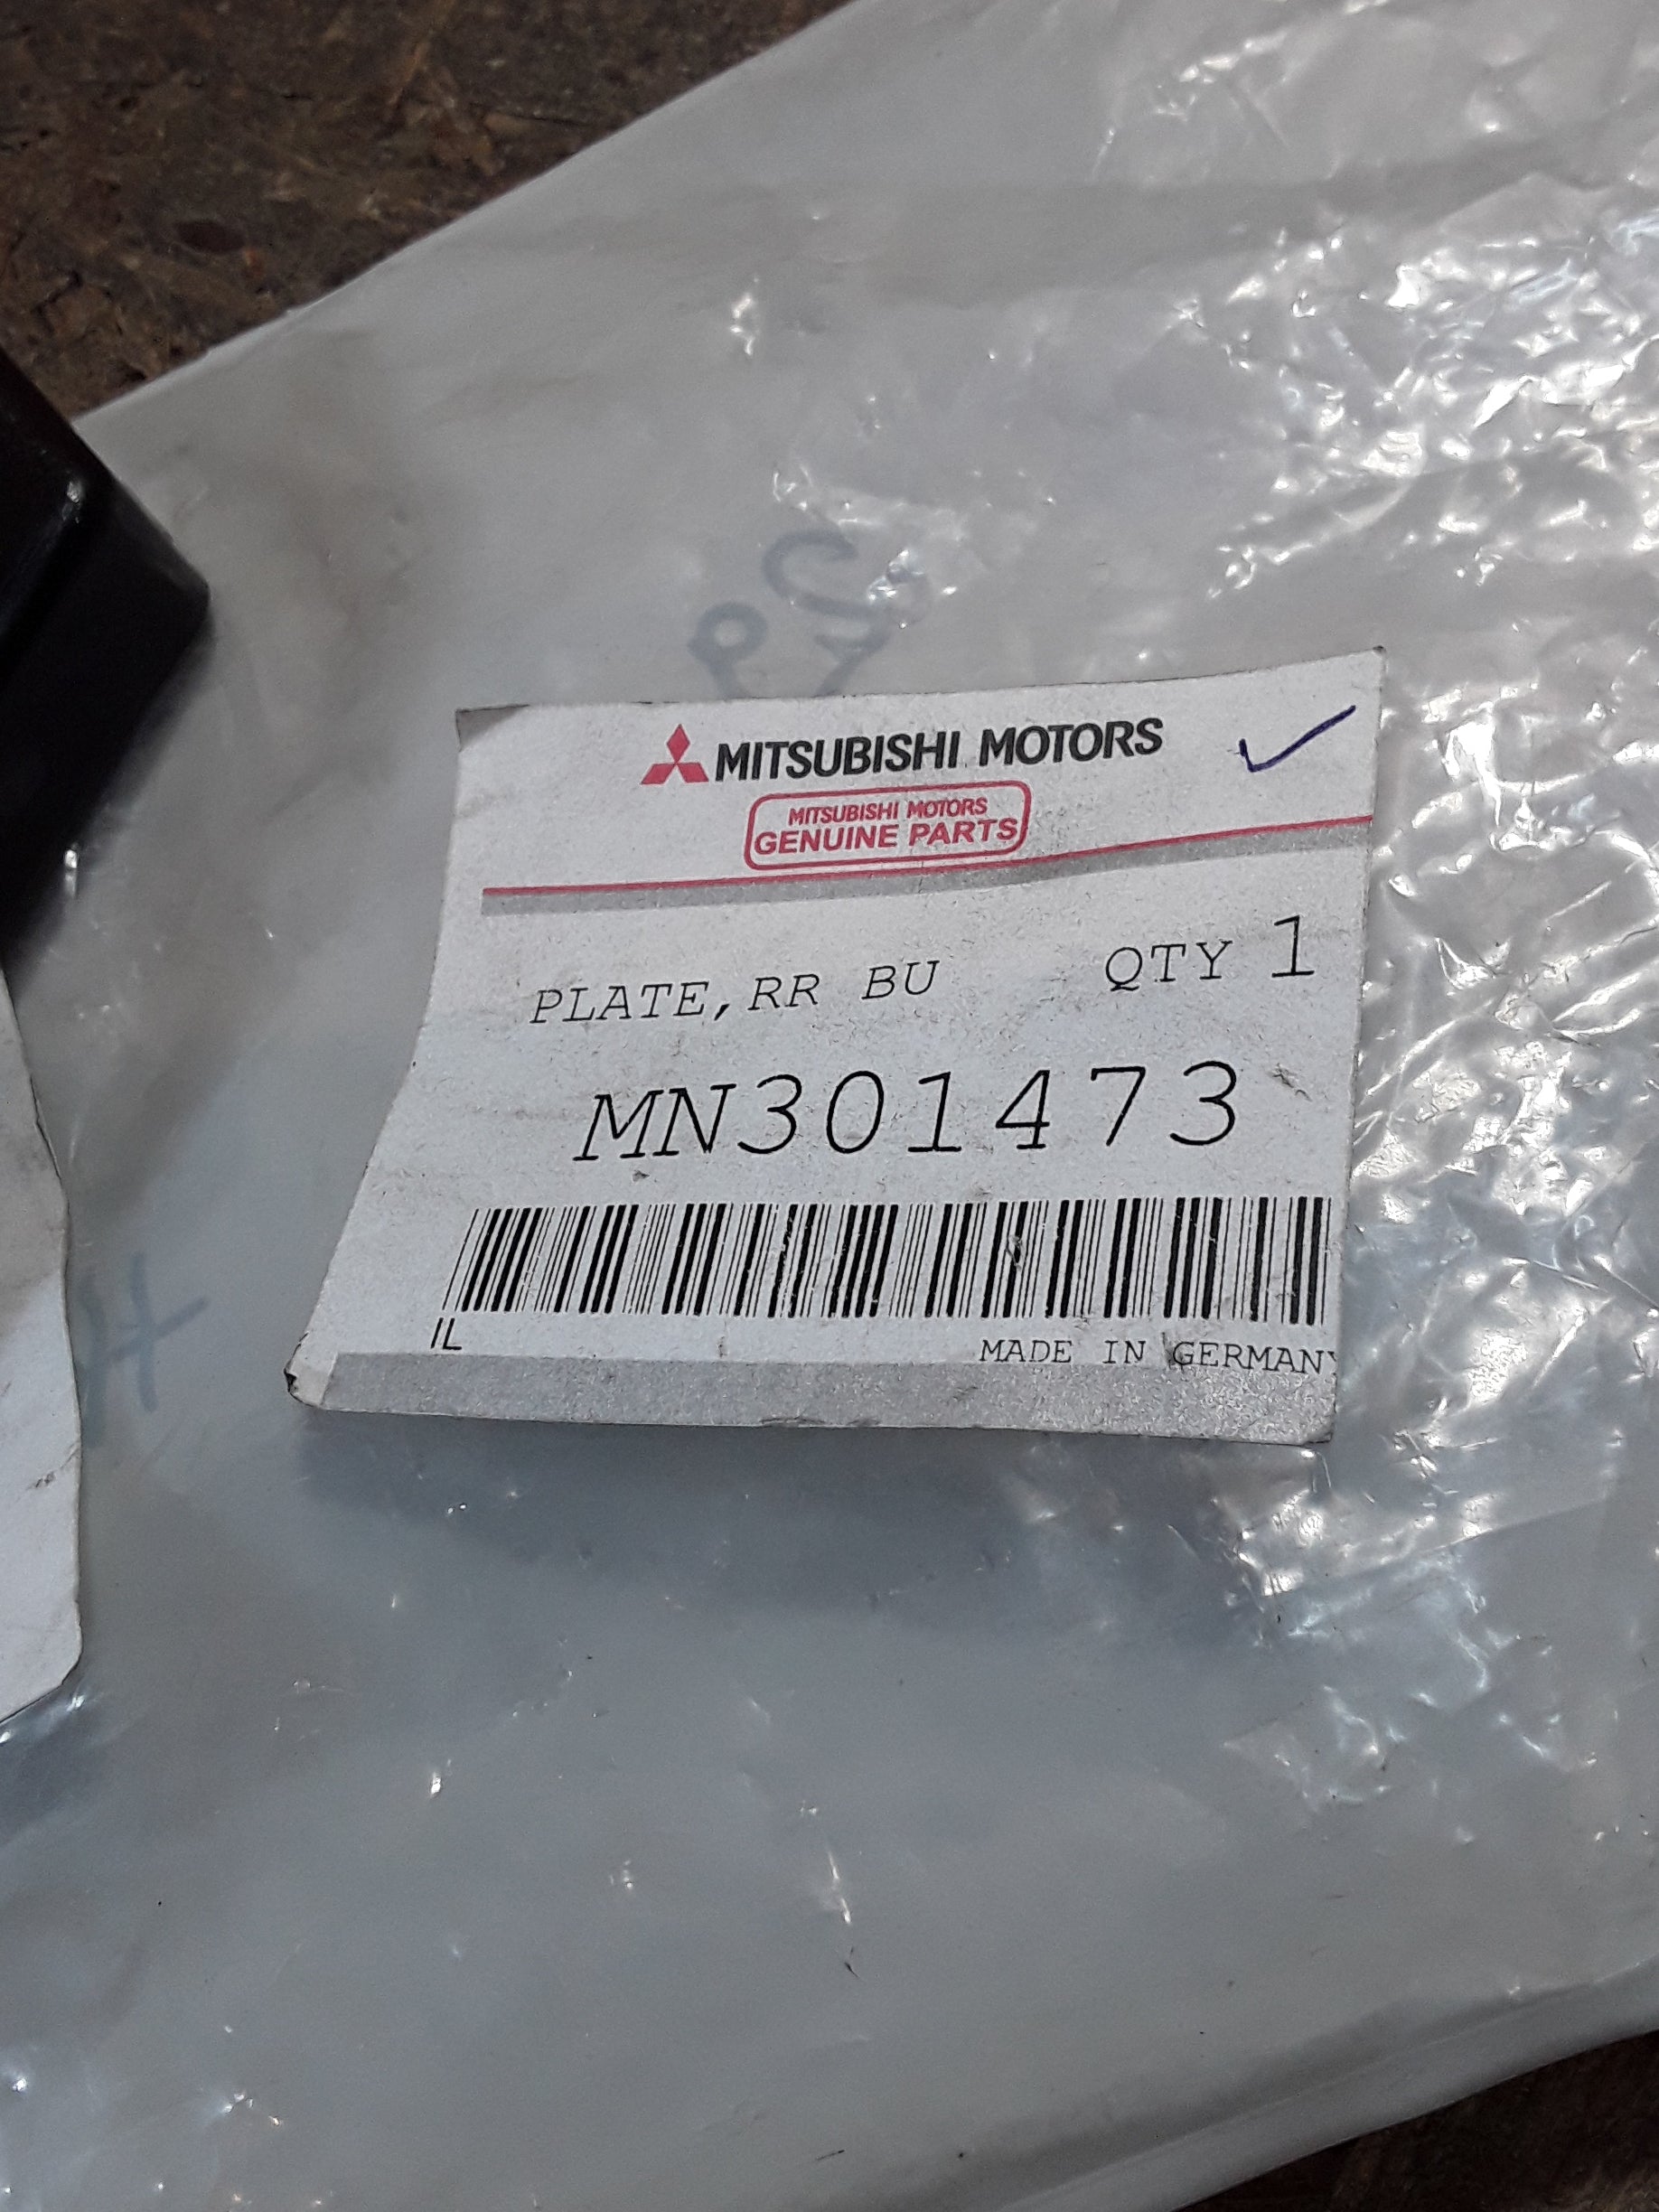 MITSUBISHI MOTORS
MITSUBISHI MOTORS
GENUINE PARTS
PLATE,RR BU QTY 1
MN301473
IL
MADE IN GERMANY